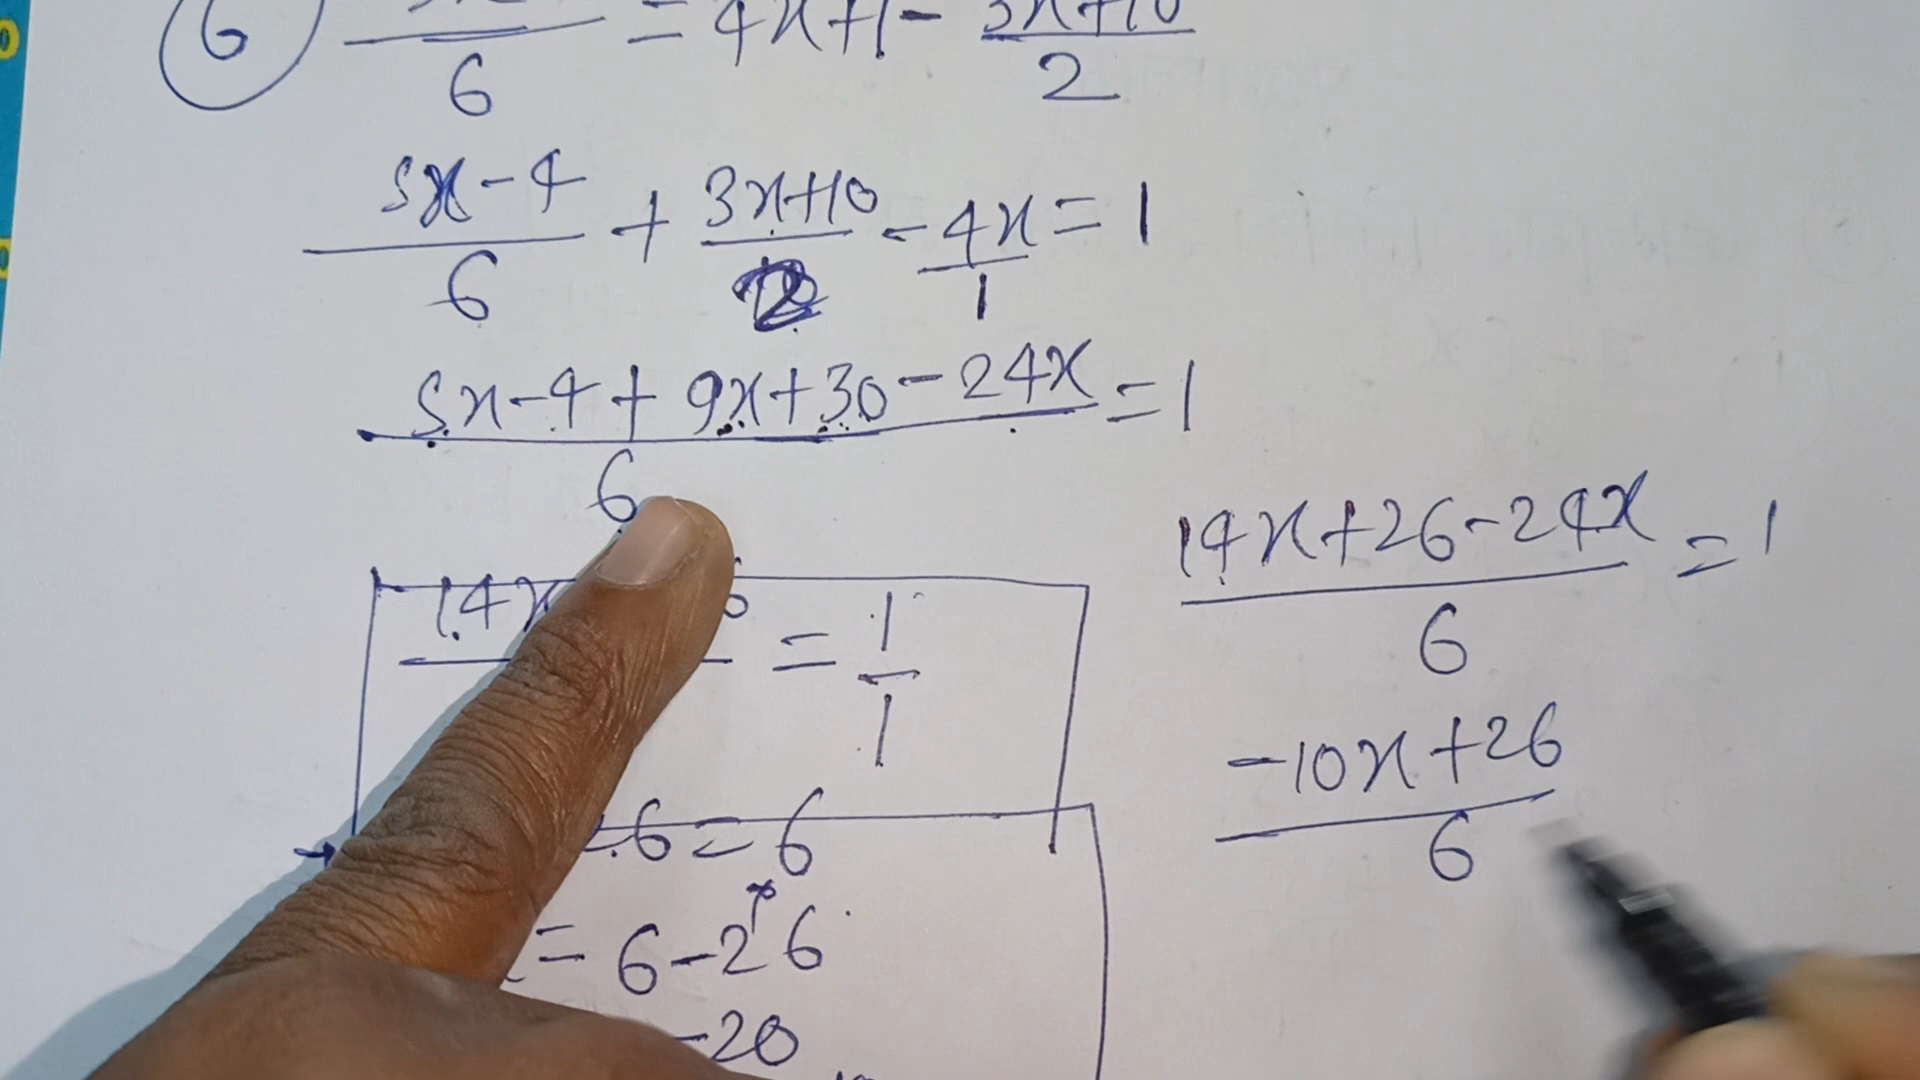 6 /6 = 4x+1 - 3x+10/2
5x-4/6 + 3x+10/2 - 4x/1 = 1
5x-4+9x+30-24x/6 = 1
14x = 1/1
6 = 6
= 6-26
-20
14x+26-24x/6 = 1
-10x+26/6